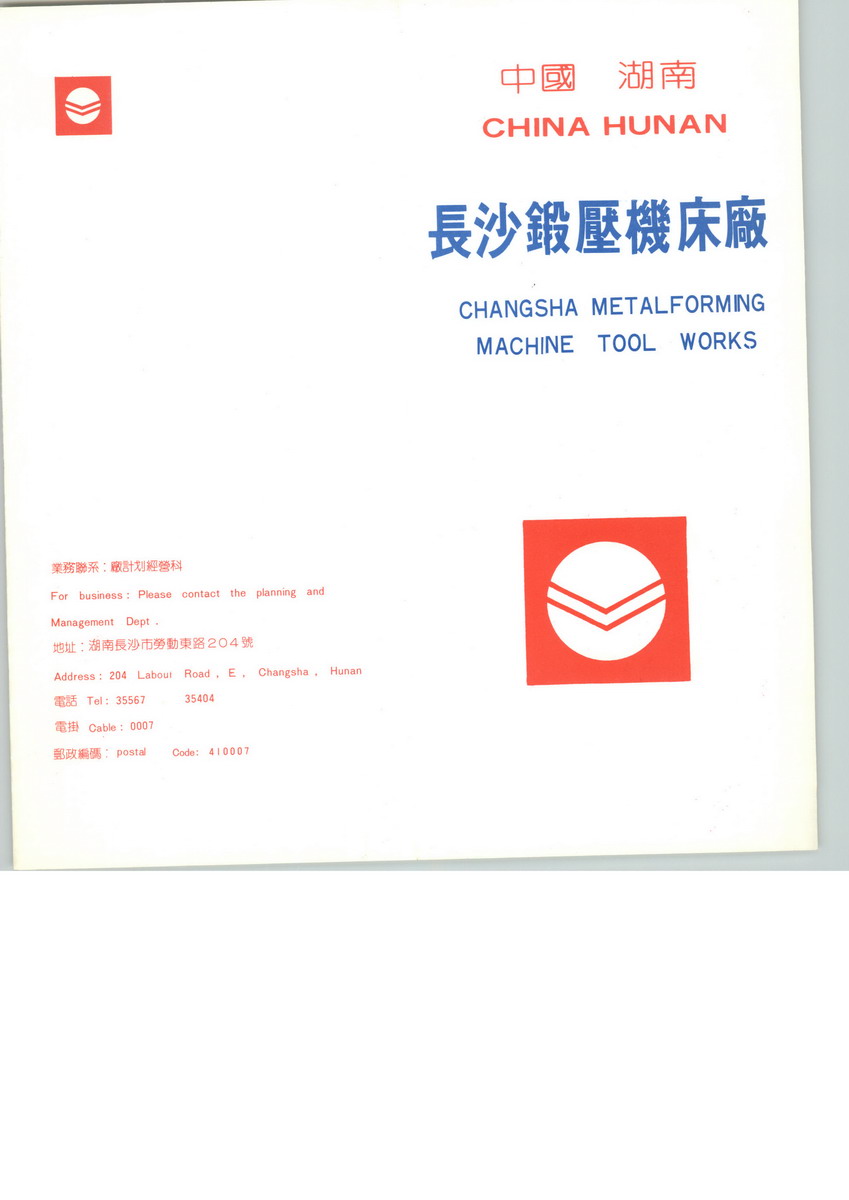 中國 湖南
CHINA HUNAN
長沙鍛壓機床廠
CHANGSHA METALFORMING
MACHINE TOOL WORKS
業務聯系：廠計划經營科
For business: Please contact the planning and
Management Dept.
地址：湖南長沙市勞動東路204號
Address: 204 Labour Road, E, Changsha, Hunan
電話 Tel: 35567 35404
電掛 Cable: 0007
郵政編碼：postal Code: 410007